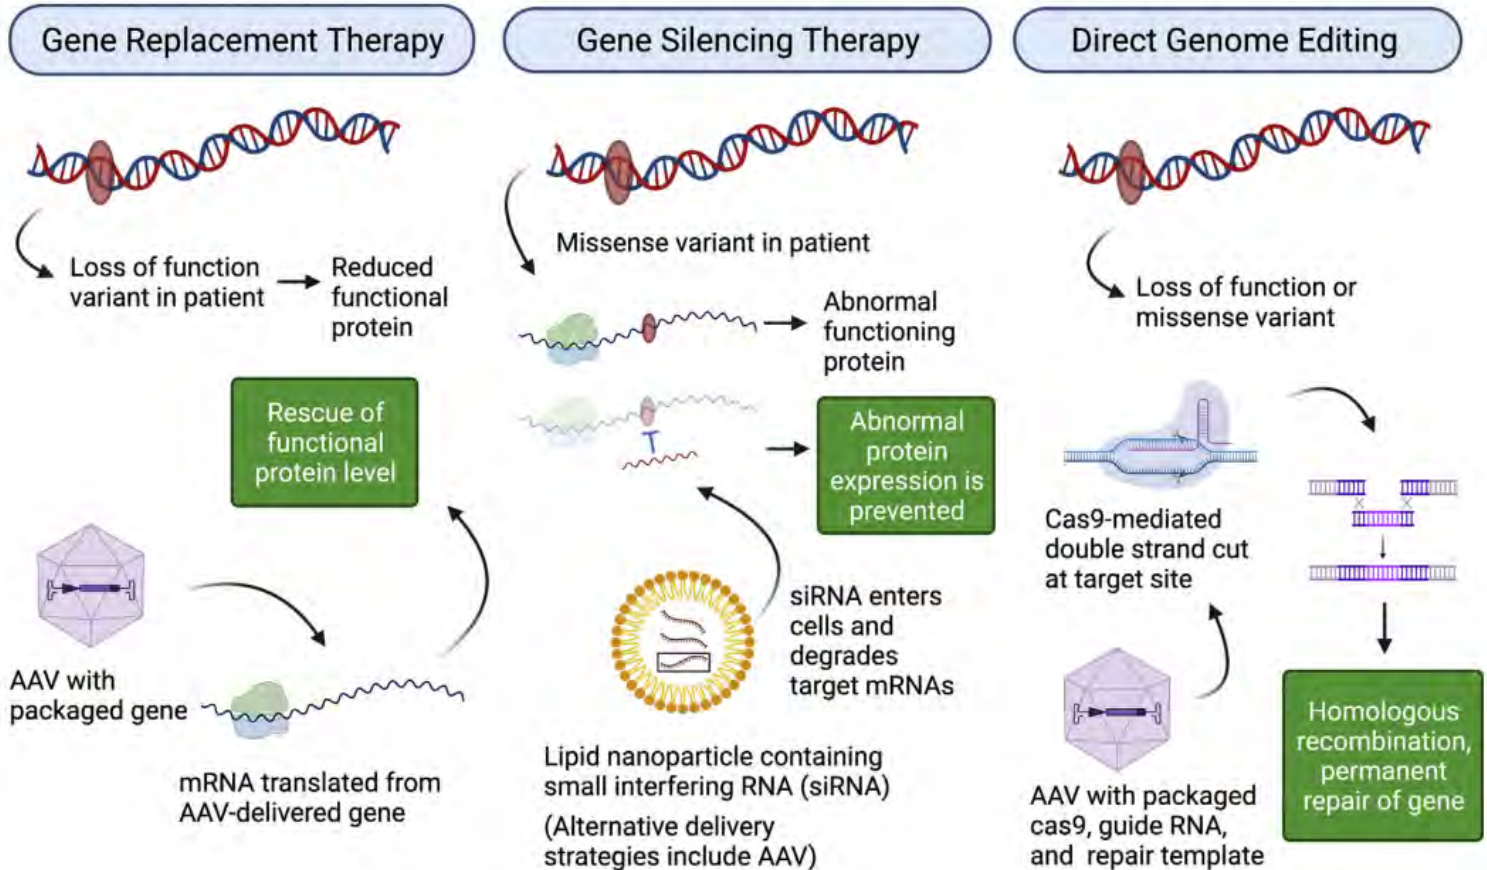 Gene Replacement Therapy
Loss of function
variant in patient
Reduced
functional
protein
Rescue of
functional
protein level
AAV with
packaged gene
mRNA translated from
AAV-delivered gene
Gene Silencing Therapy
Missense variant in patient
Abnormal
functioning
protein
Abnormal
protein
expression is
prevented
siRNA enters
cells and
degrades
target mRNAs
Lipid nanoparticle containing
small interfering RNA (siRNA)
(Alternative delivery
strategies include AAV)
Direct Genome Editing
Loss of function or
missense variant
Cas9-mediated
double strand cut
at target site
AAV with packaged
cas9, guide RNA,
and repair template
Homologous
recombination,
permanent
repair of gene